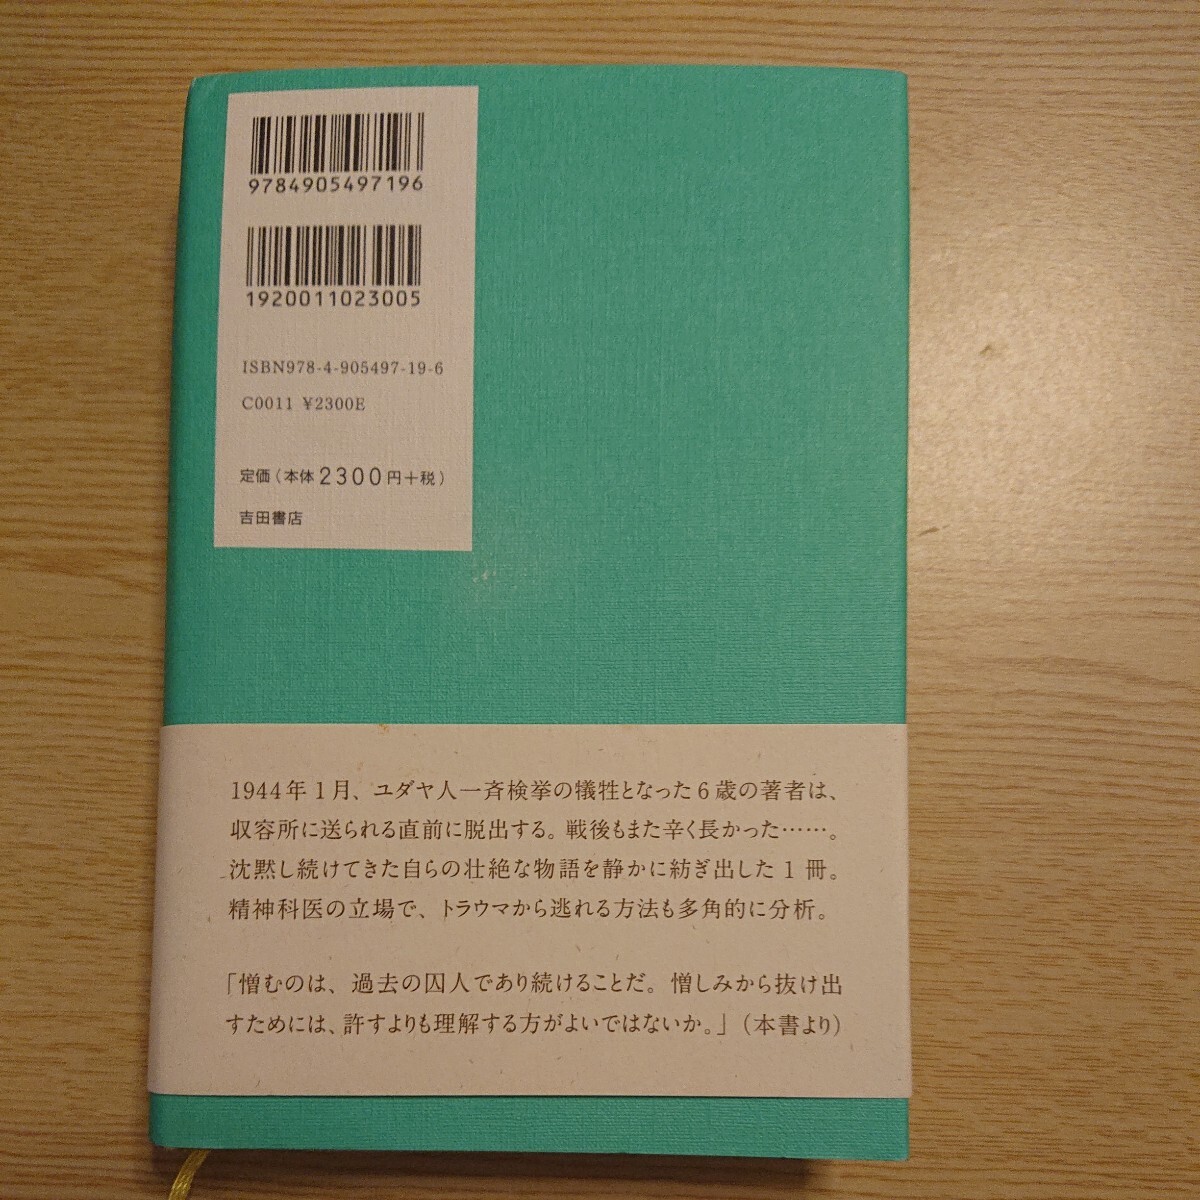 9784905497196
1920011023005
ISBN978-4-905497-19-6
C0011 ¥2300E
定価(本体2300円+税)
吉田書店
1944年1月、ユダヤ人一斉検挙の犠牲となった6歳の著者は、
収容所に送られる直前に脱出する。戦後もまた辛く長かった……。
沈黙し続けてきた自らの壮絶な物語を静かに紡ぎ出した1冊。
精神科医の立場で、トラウマから逃れる方法も多角的に分析。
「憎むのは、過去の囚人であり続けることだ。憎しみから抜け出
すためには、許すよりも理解する方がよいではないか。」(本書より)